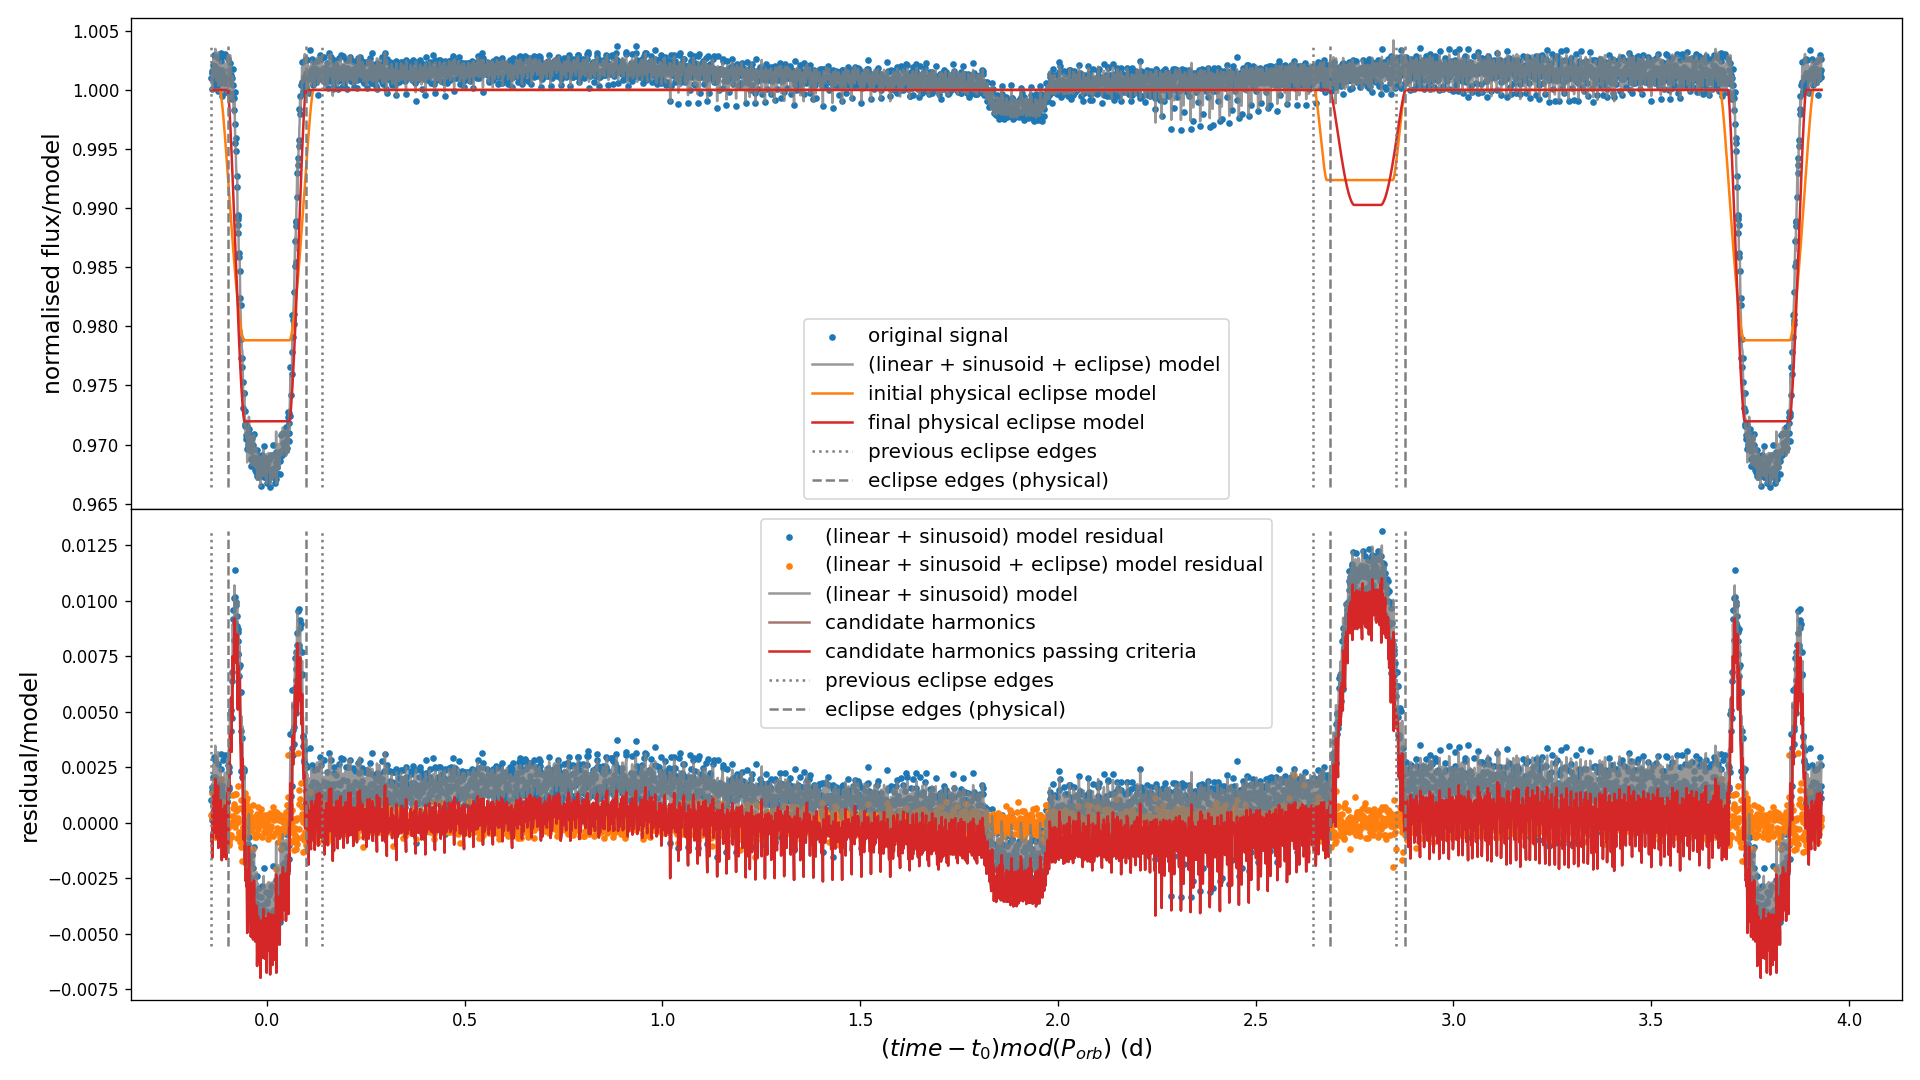 1.005
1.000
0.995
0.990
0.985
0.980
0.975
0.970
0.965
normalised flux/model
original signal
(linear + sinusoid + eclipse) model
initial physical eclipse model
final physical eclipse model
previous eclipse edges
eclipse edges (physical)
0.0125
0.0100
0.0075
0.0050
0.0025
0.0000
−0.0025
−0.0050
−0.0075
residual/model
(linear + sinusoid) model residual
(linear + sinusoid + eclipse) model residual
(linear + sinusoid) model
candidate harmonics
candidate harmonics passing criteria
previous eclipse edges
eclipse edges (physical)
0.0 0.5 1.0 1.5 2.0 2.5 3.0 3.5 4.0
(time − t₀)mod(Pₒᵣb) (d)